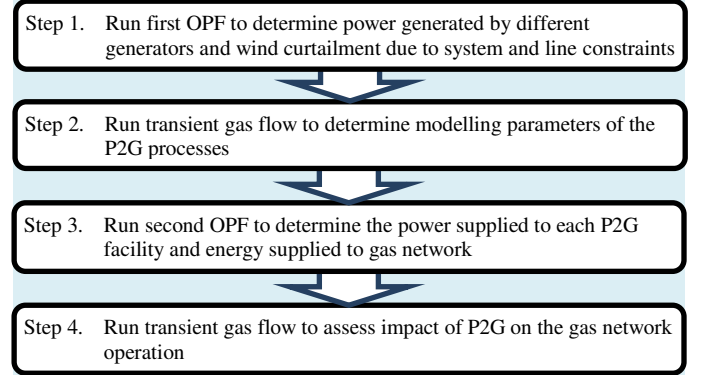 Step 1. Run first OPF to determine power generated by different
generators and wind curtailment due to system and line constraints
Step 2. Run transient gas flow to determine modelling parameters of the
P2G processes
Step 3. Run second OPF to determine the power supplied to each P2G
facility and energy supplied to gas network
Step 4. Run transient gas flow to assess impact of P2G on the gas network
operation